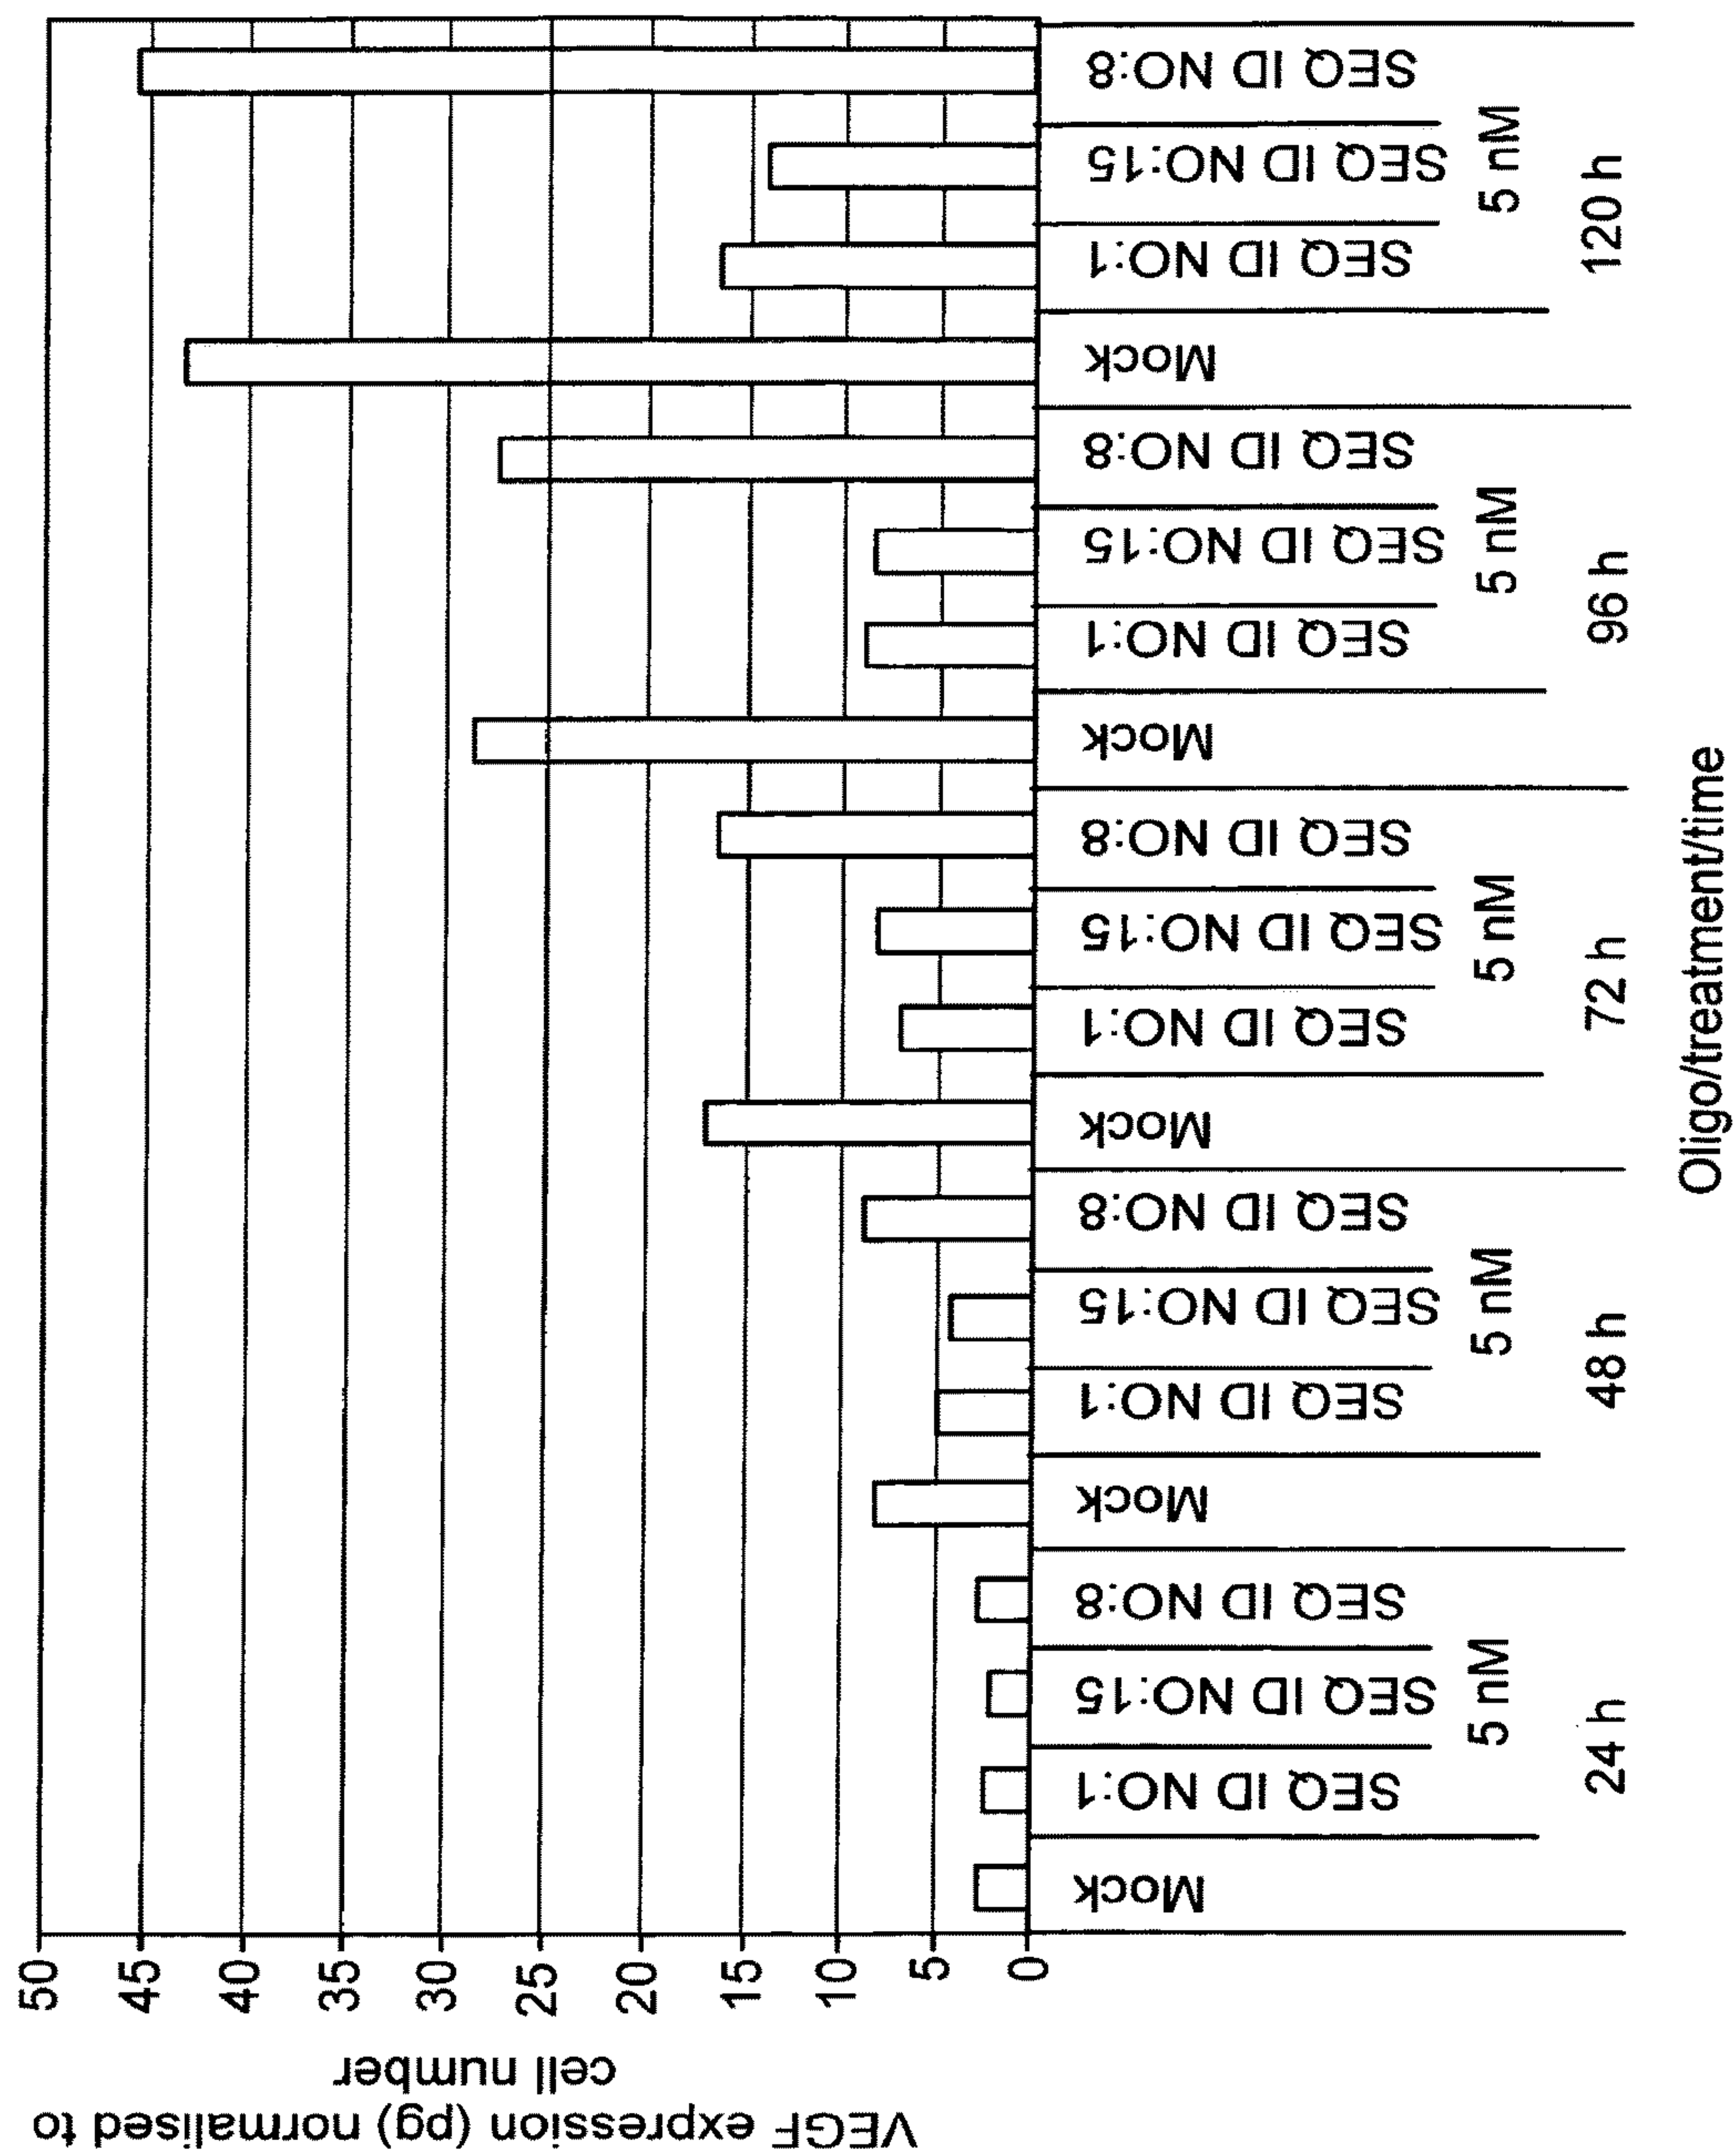 VEGF expression (pg) normalised to
cell number
50
45
40
35
30
25
20
15
10
5
0
Mock
SEQ ID NO:1
SEQ ID NO:15
SEQ ID NO:8
5 nM
24 h
Mock
SEQ ID NO:1
SEQ ID NO:15
SEQ ID NO:8
5 nM
48 h
Mock
SEQ ID NO:1
SEQ ID NO:15
SEQ ID NO:8
5 nM
72 h
Mock
SEQ ID NO:1
SEQ ID NO:15
SEQ ID NO:8
5 nM
96 h
Mock
SEQ ID NO:1
SEQ ID NO:15
SEQ ID NO:8
5 nM
120 h
Oligo/treatment/time